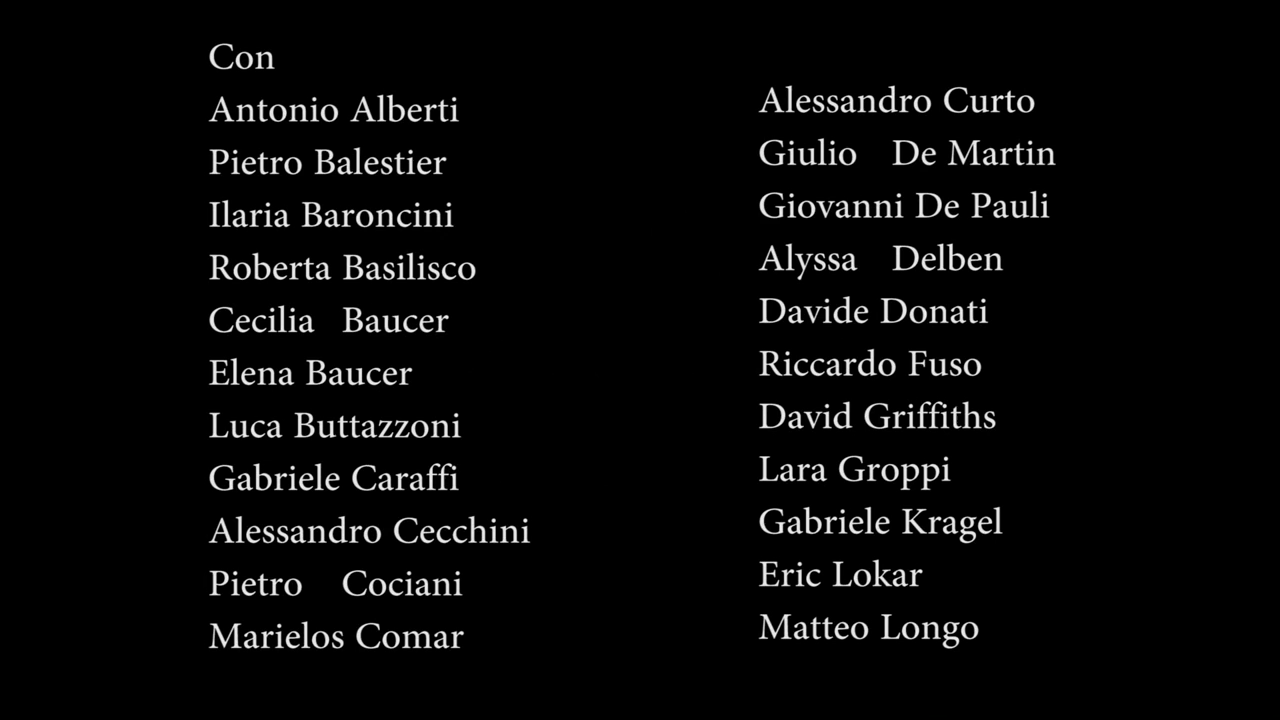 Con
Antonio Alberti
Pietro Balestier
Ilaria Baroncini
Roberta Basilisco
Cecilia Baucer
Elena Baucer
Luca Buttazzoni
Gabriele Caraffi
Alessandro Cecchini
Pietro Cociani
Marielos Comar
Alessandro Curto
Giulio De Martin
Giovanni De Pauli
Alyssa Delben
Davide Donati
Riccardo Fuso
David Griffiths
Lara Groppi
Gabriele Kragel
Eric Lokar
Matteo Longo